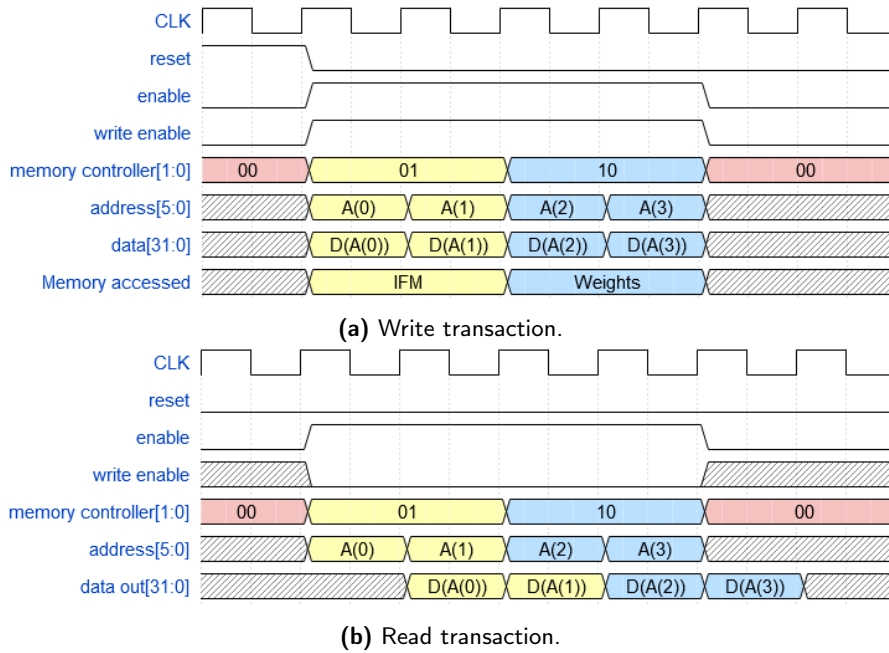 CLK
reset
enable
write enable
memory controller[1:0] 00 01 10 00
address[5:0] A(0) A(1) A(2) A(3)
data[31:0] D(A(0)) D(A(1)) D(A(2)) D(A(3))
Memory accessed IFM Weights
(a) Write transaction.
CLK
reset
enable
write enable
memory controller[1:0] 00 01 10 00
address[5:0] A(0) A(1) A(2) A(3)
data out[31:0] D(A(0)) D(A(1)) D(A(2)) D(A(3))
(b) Read transaction.